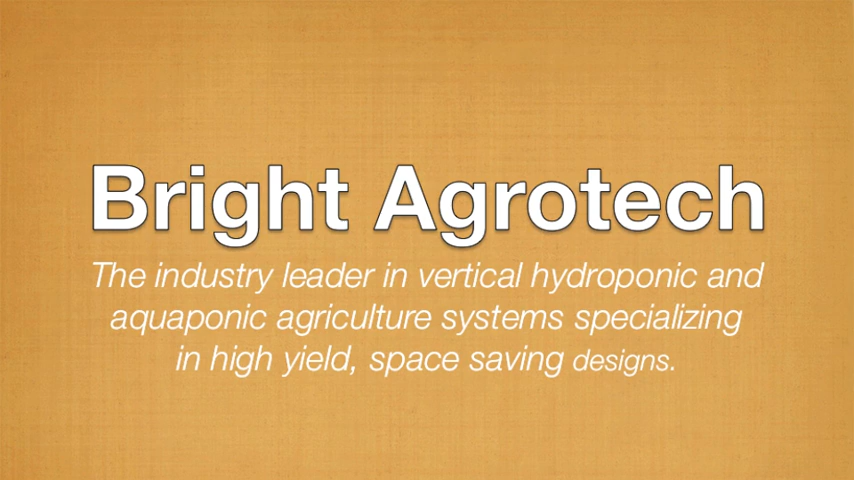 Bright Agrotech
The industry leader in vertical hydroponic and
aquaponic agriculture systems specializing
in high yield, space saving designs.